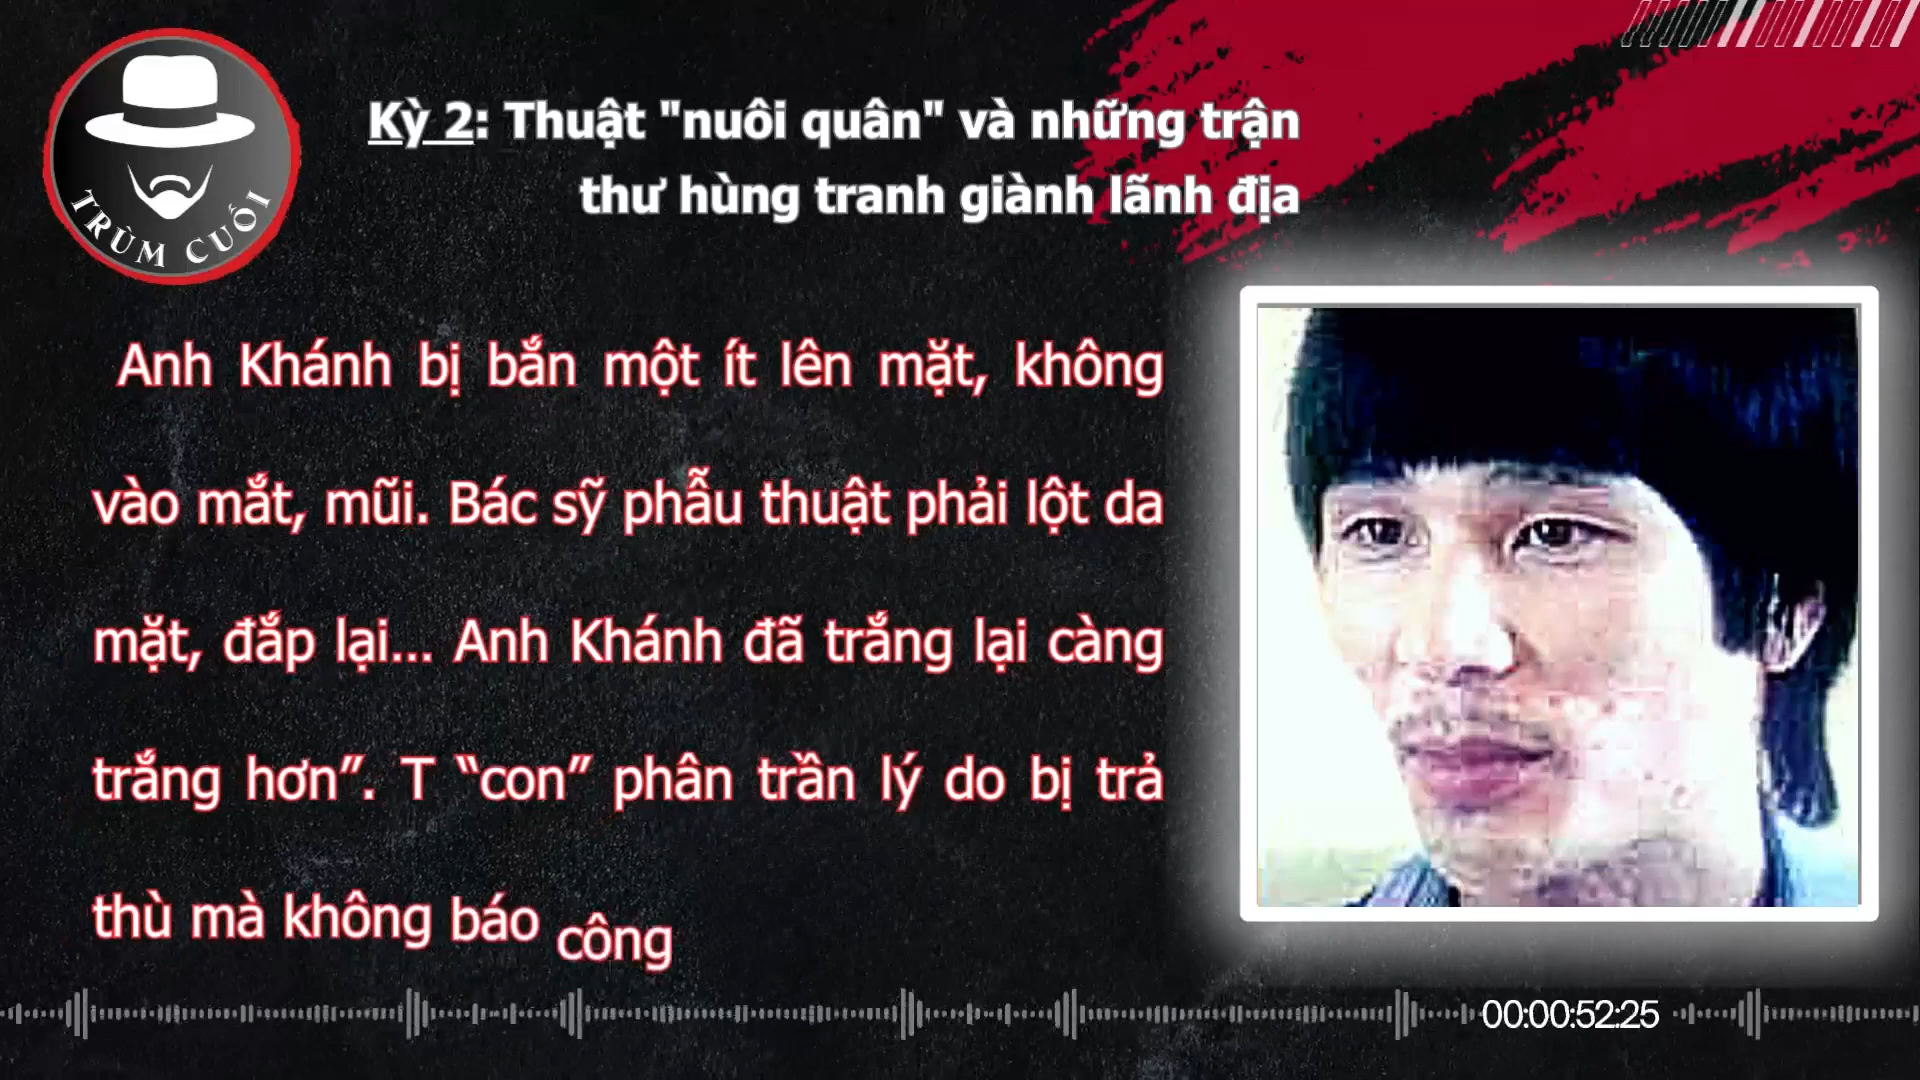 TRÙM CUỐI
Kỳ 2: Thuật "nuôi quân" và những trận
thư hùng tranh giành lãnh địa
Anh Khánh bị bắn một ít lên mặt, không
vào mắt, mũi. Bác sỹ phẫu thuật phải lột da
mặt, đắp lại... Anh Khánh đã trắng lại càng
trắng hơn”. T “con” phân trần lý do bị trả
thù mà không báo công
00:00:52:25